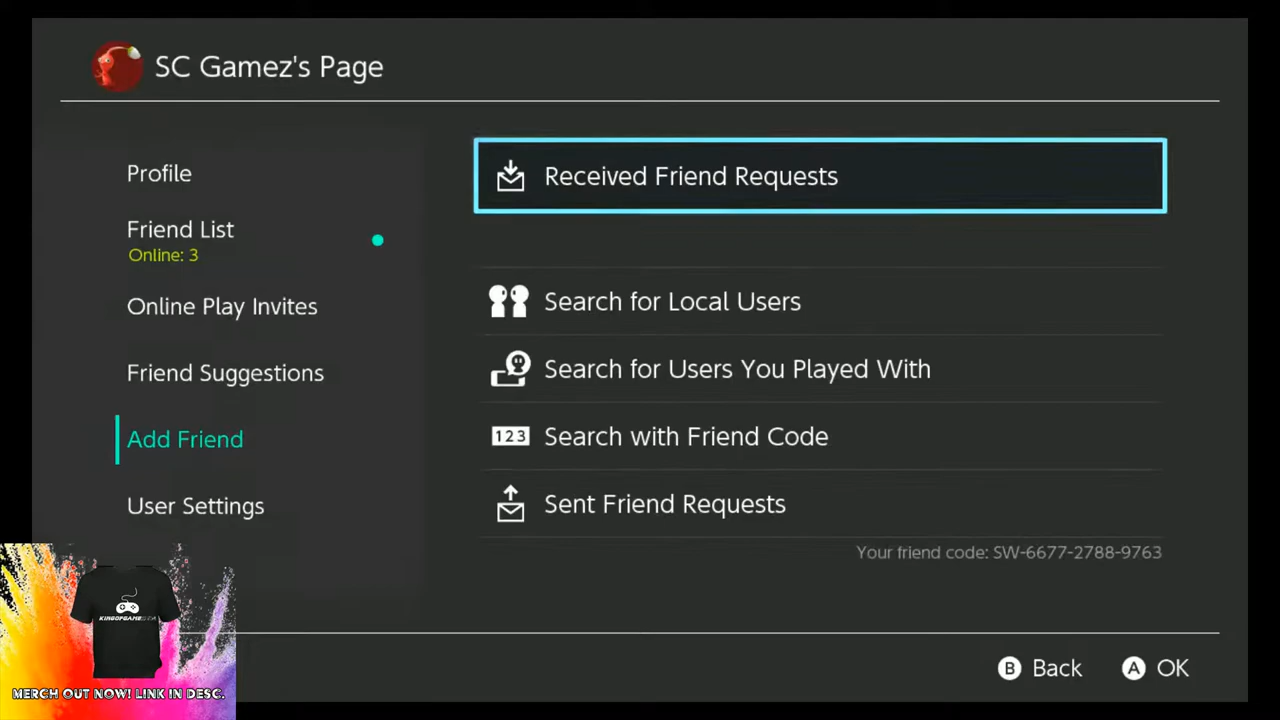 SC Gamez's Page
Profile
Friend List
Online: 3
Online Play Invites
Friend Suggestions
Add Friend
User Settings
Received Friend Requests
Search for Local Users
Search for Users You Played With
123 Search with Friend Code
Sent Friend Requests
Your friend code: SW-6677-2788-9763
MERCH OUT NOW! LINK IN DESC.
B Back A OK